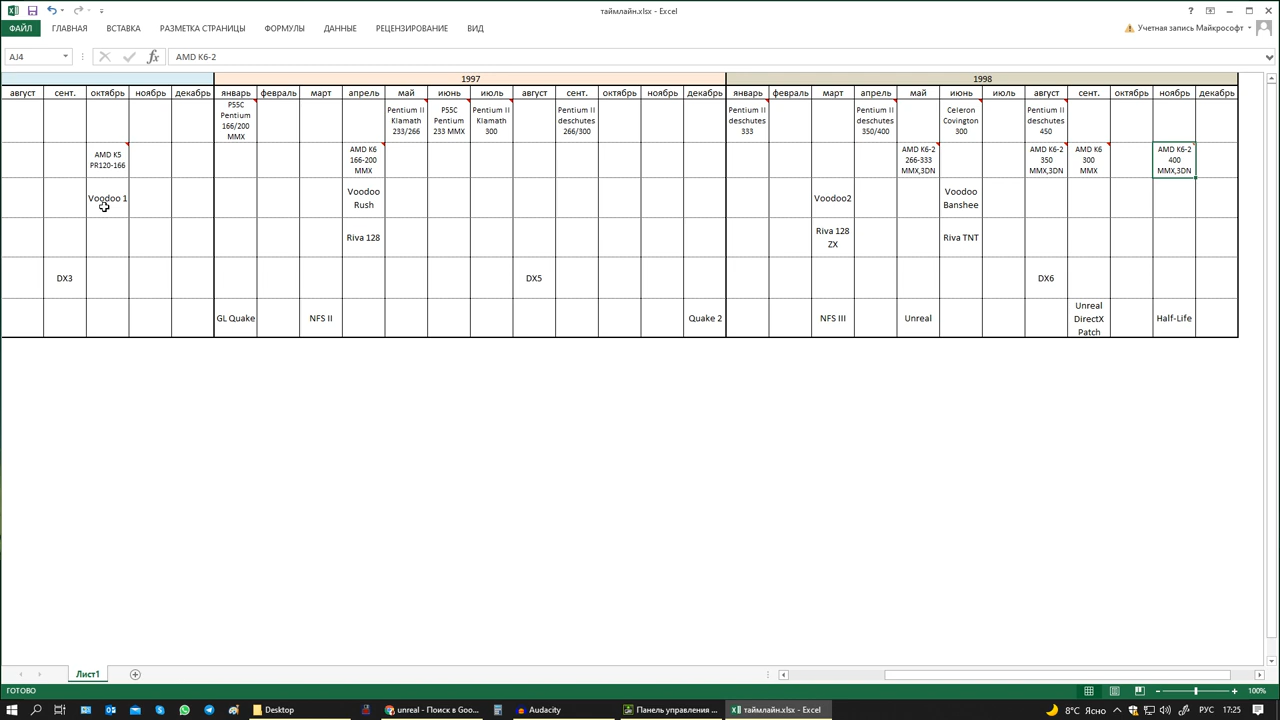 таймлайн.xlsx - Excel
ФАЙЛ ГЛАВНАЯ ВСТАВКА РАЗМЕТКА СТРАНИЦЫ ФОРМУЛЫ ДАННЫЕ РЕЦЕНЗИРОВАНИЕ ВИД
Учетная запись Майкрософт
AJ4
fx
AMD K6-2
1997
1998
август сент. октябрь ноябрь декабрь январь февраль март апрель май июнь июль август сент. октябрь ноябрь декабрь январь февраль март апрель май июнь июль август сент. октябрь ноябрь декабрь
P55C
Pentium
166/200
MMX
Pentium II
Klamath
233/266
P55C
Pentium
233 MMX
Pentium II
Klamath
300
Pentium II
deschutes
266/300
Pentium II
deschutes
333
Pentium II
deschutes
350/400
Celeron
Covington
300
Pentium II
deschutes
450
AMD K5
PR120-166
AMD K6
166-200
MMX
AMD K6-2
266-333
MMX,3DN
AMD K6-2
350
MMX,3DN
AMD K6
300
MMX
AMD K6-2
400
MMX,3DN
Voodoo 1
Voodoo
Rush
Voodoo2
Voodoo
Banshee
Riva 128
Riva 128
ZX
Riva TNT
DX3
DX5
DX6
GL Quake
NFS II
Quake 2
NFS III
Unreal
Unreal
DirectX
Patch
Half-Life
Лист1
ГОТОВО
100%
Desktop
unreal - Поиск в Goo...
Audacity
Панель управления ...
таймлайн.xlsx - Excel
8°C Ясно
РУС
17:25